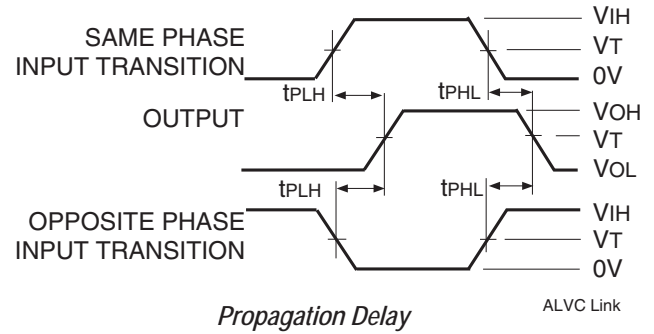 SAME PHASE
INPUT TRANSITION
VIH
VT
0V
tPLH
tPHL
OUTPUT
VOH
VT
VOL
tPLH
tPHL
OPPOSITE PHASE
INPUT TRANSITION
VIH
VT
0V
Propagation Delay
ALVC Link